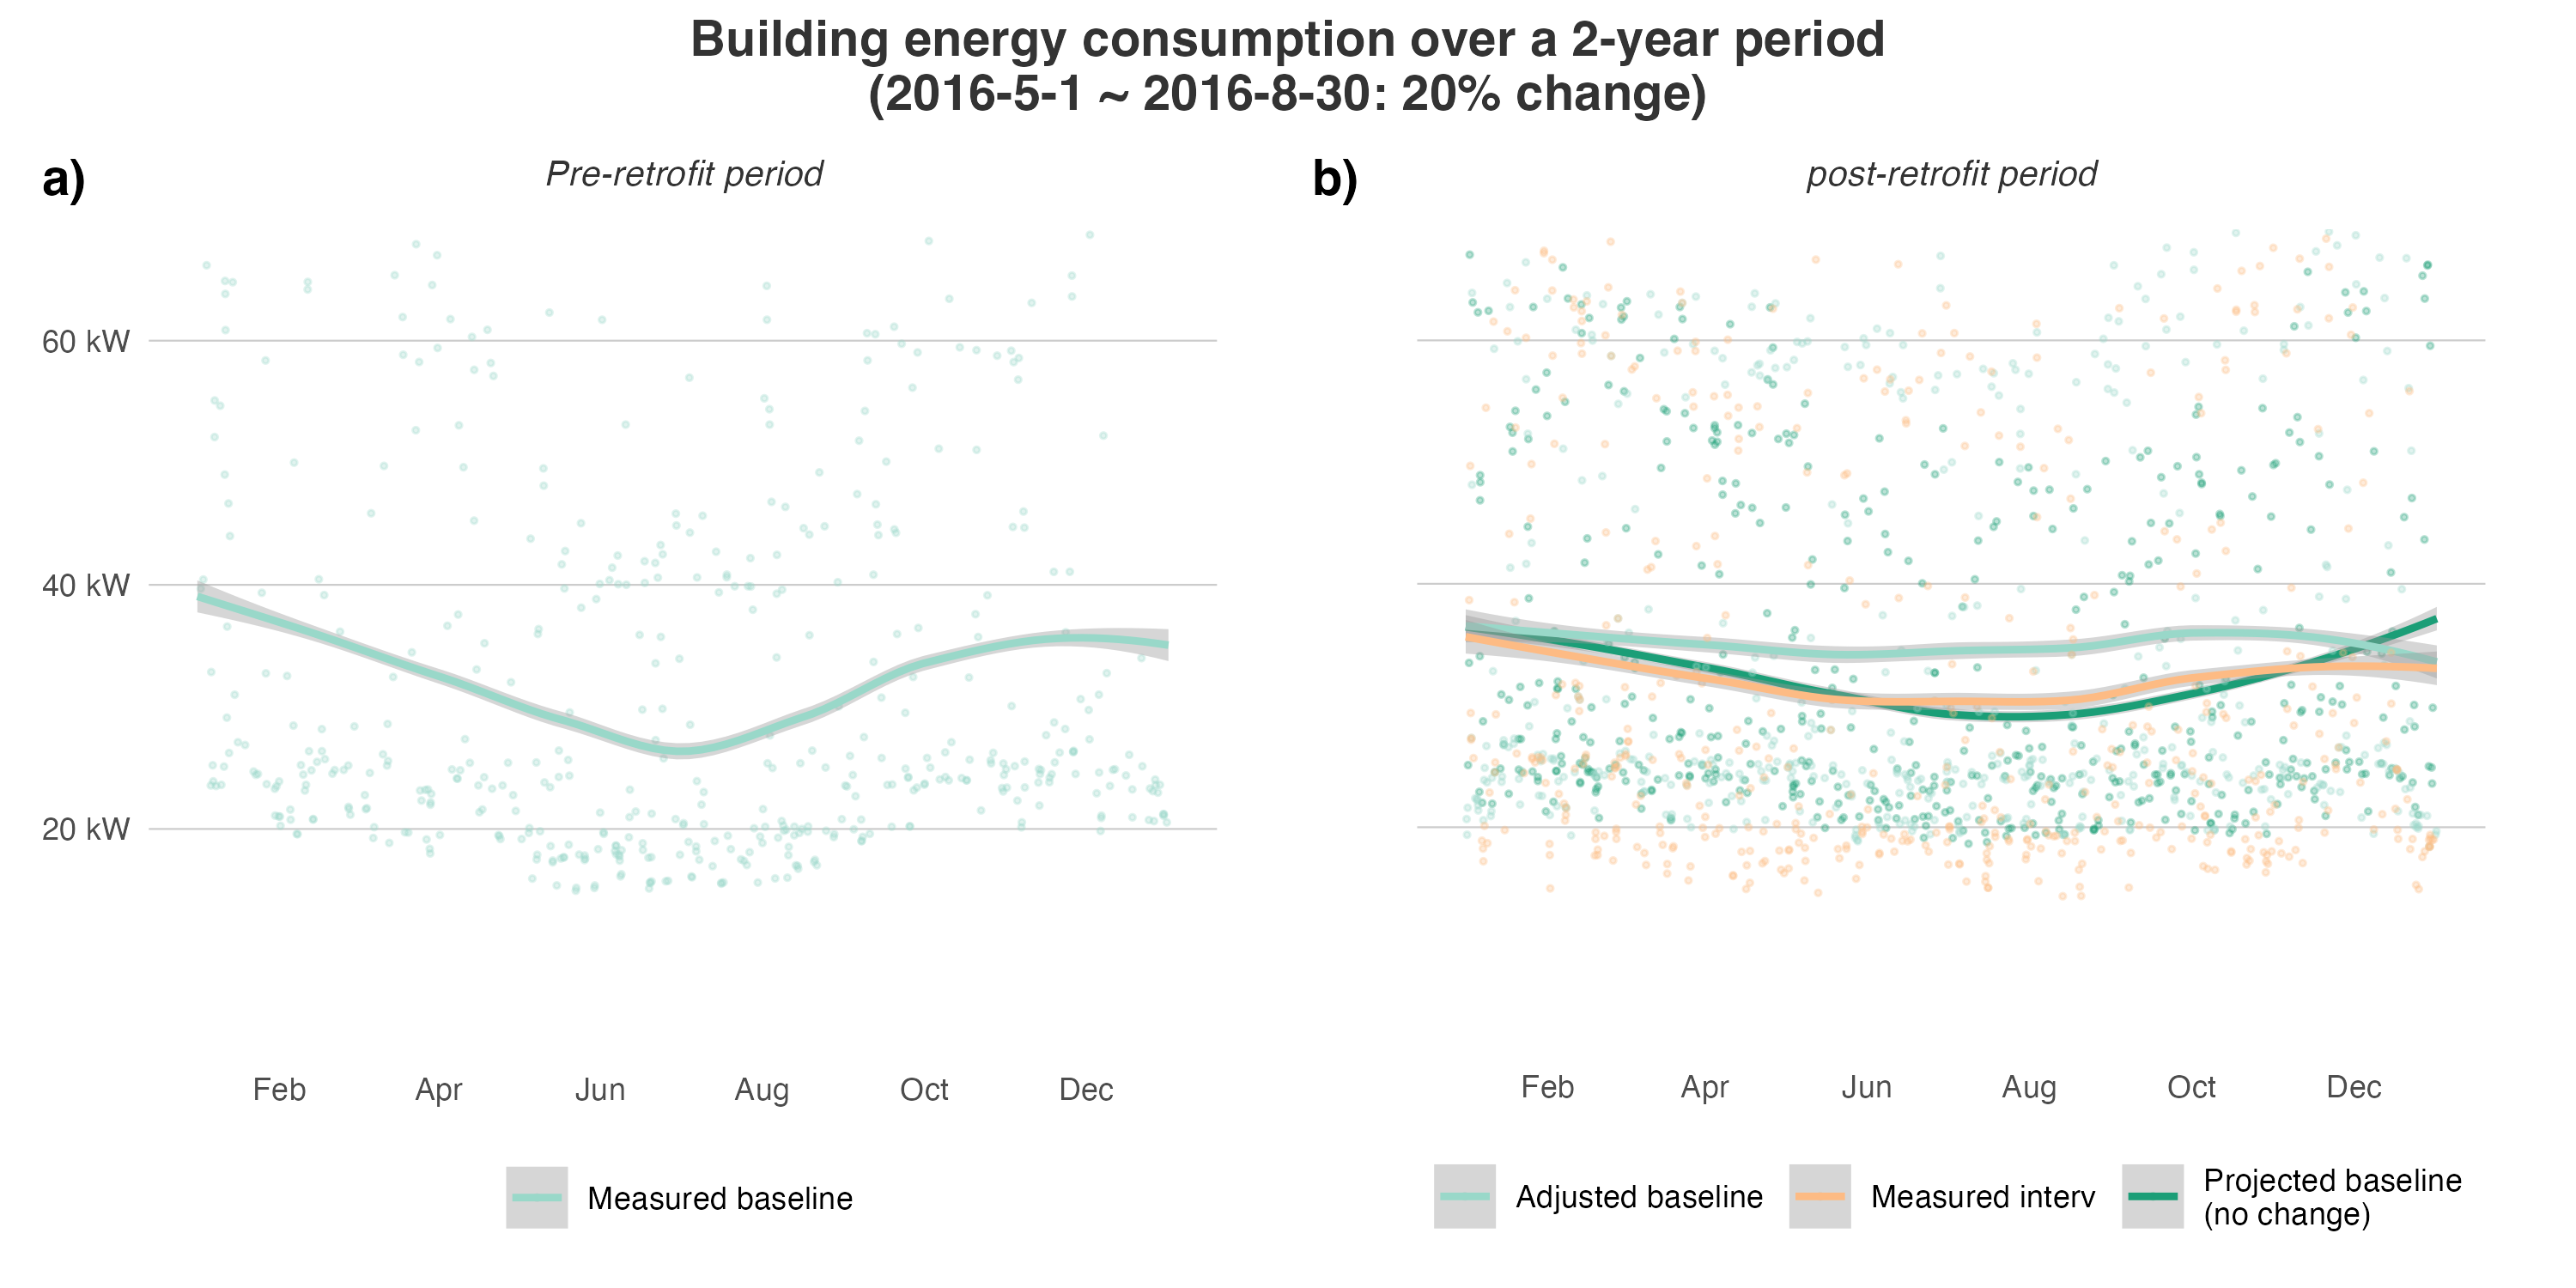 Building energy consumption over a 2-year period
(2016-5-1 ~ 2016-8-30: 20% change)
a)
Pre-retrofit period
60 kW
40 kW
20 kW
Feb Apr Jun Aug Oct Dec
Measured baseline
b)
post-retrofit period
Feb Apr Jun Aug Oct Dec
Adjusted baseline
Measured interv
Projected baseline
(no change)